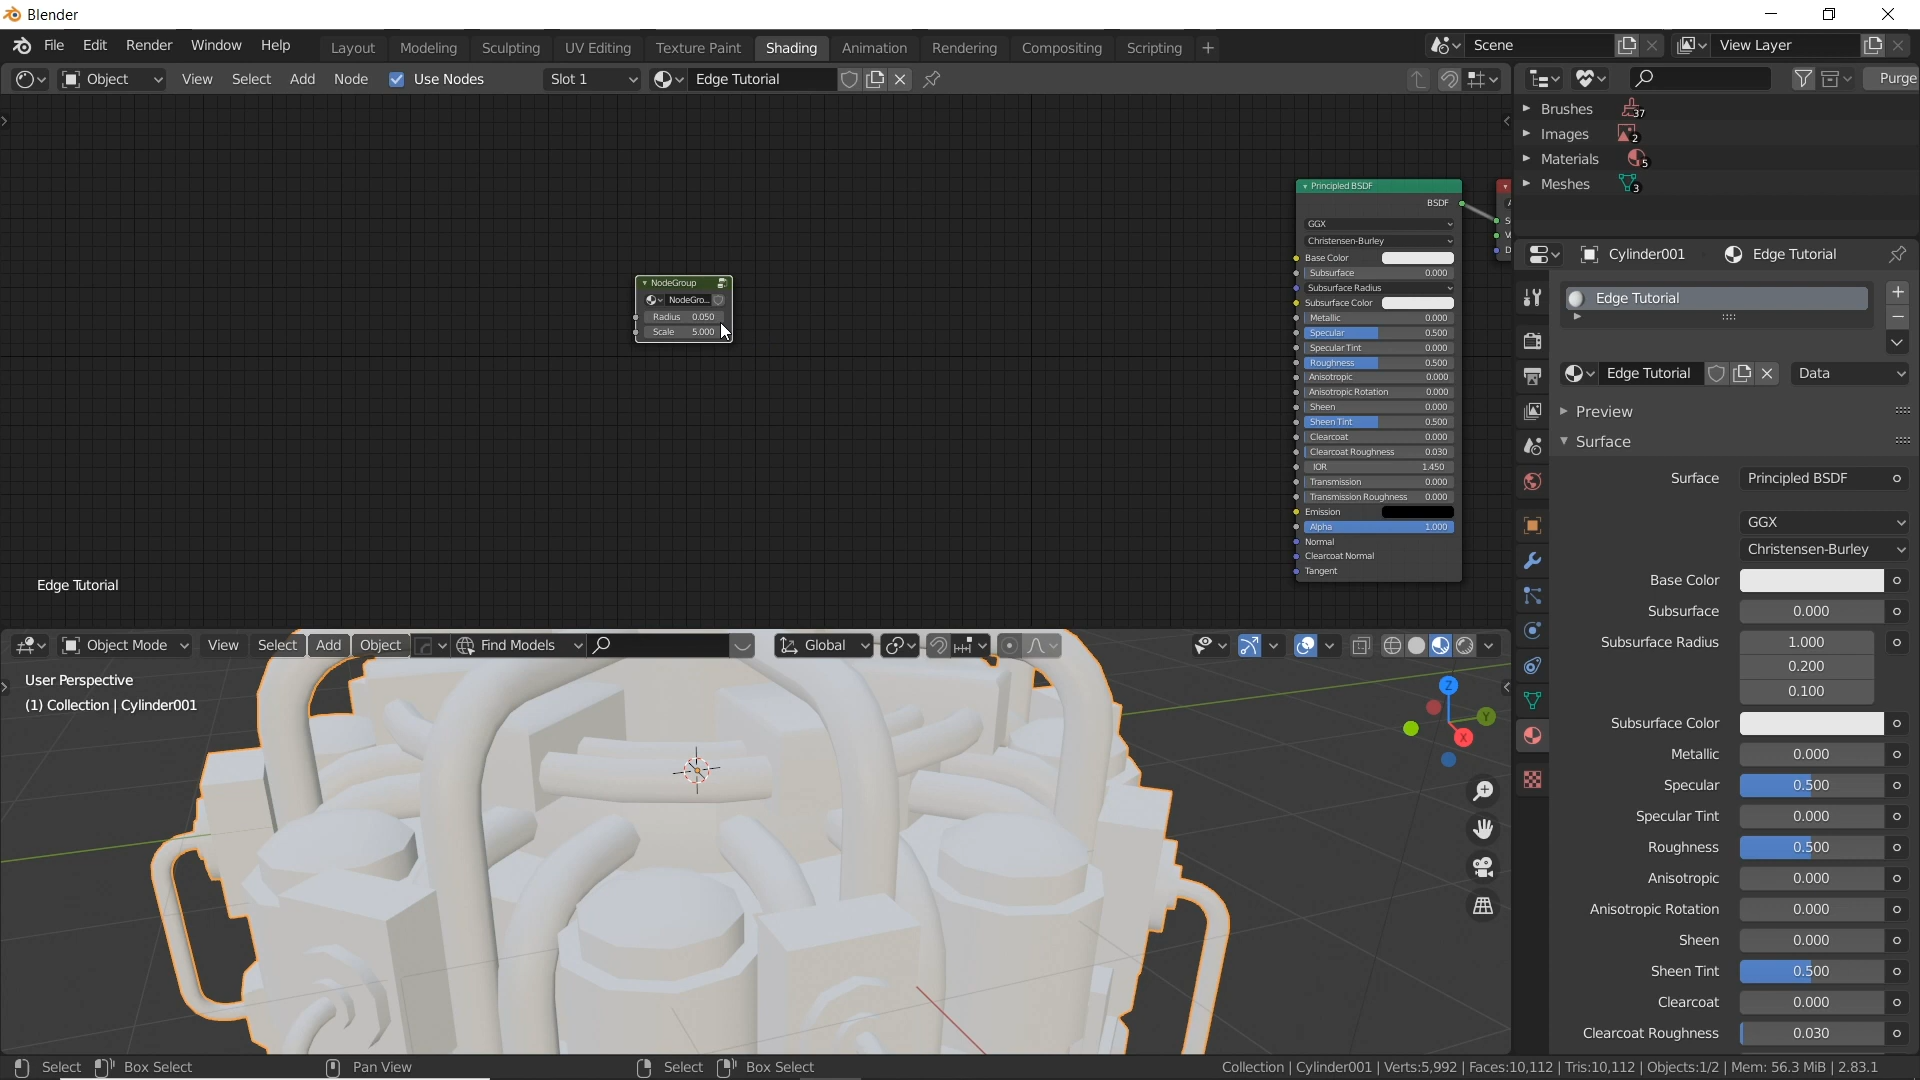 Blender
File Edit Render Window Help Layout Modeling Sculpting UV Editing Texture Paint Shading Animation Rendering Compositing Scripting + Scene View Layer
Object View Select Add Node Use Nodes Slot 1 Edge Tutorial Purge
Brushes 37
Images 2
Materials 5
Meshes 3
Principled BSDF
BSDF
GGX
Christensen-Burley
Base Color
Subsurface 0.000
Subsurface Radius
Subsurface Color
Metallic 0.000
Specular 0.500
Specular Tint 0.000
Roughness 0.500
Anisotropic 0.000
Anisotropic Rotation 0.000
Sheen 0.000
Sheen Tint 0.500
Clearcoat 0.000
Clearcoat Roughness 0.030
IOR 1.450
Transmission 0.000
Transmission Roughness 0.000
Emission
Alpha 1.000
Normal
Clearcoat Normal
Tangent
NodeGroup
NodeGro...
Radius 0.050
Scale 5.000
Edge Tutorial
Cylinder001 Edge Tutorial
Edge Tutorial
Edge Tutorial Data
Preview
Surface
Surface Principled BSDF
GGX
Christensen-Burley
Base Color
Subsurface 0.000
Subsurface Radius 1.000
0.200
0.100
Subsurface Color
Metallic 0.000
Specular 0.500
Specular Tint 0.000
Roughness 0.500
Anisotropic 0.000
Anisotropic Rotation 0.000
Sheen 0.000
Sheen Tint 0.500
Clearcoat 0.000
Clearcoat Roughness 0.030
Object Mode View Select Add Object Find Models Global
User Perspective
(1) Collection | Cylinder001
Z
Y
X
Select Box Select Pan View Select Box Select Collection | Cylinder001 | Verts:5,992 | Faces:10,112 | Tris:10,112 | Objects:1/2 | Mem: 56.3 MiB | 2.83.1